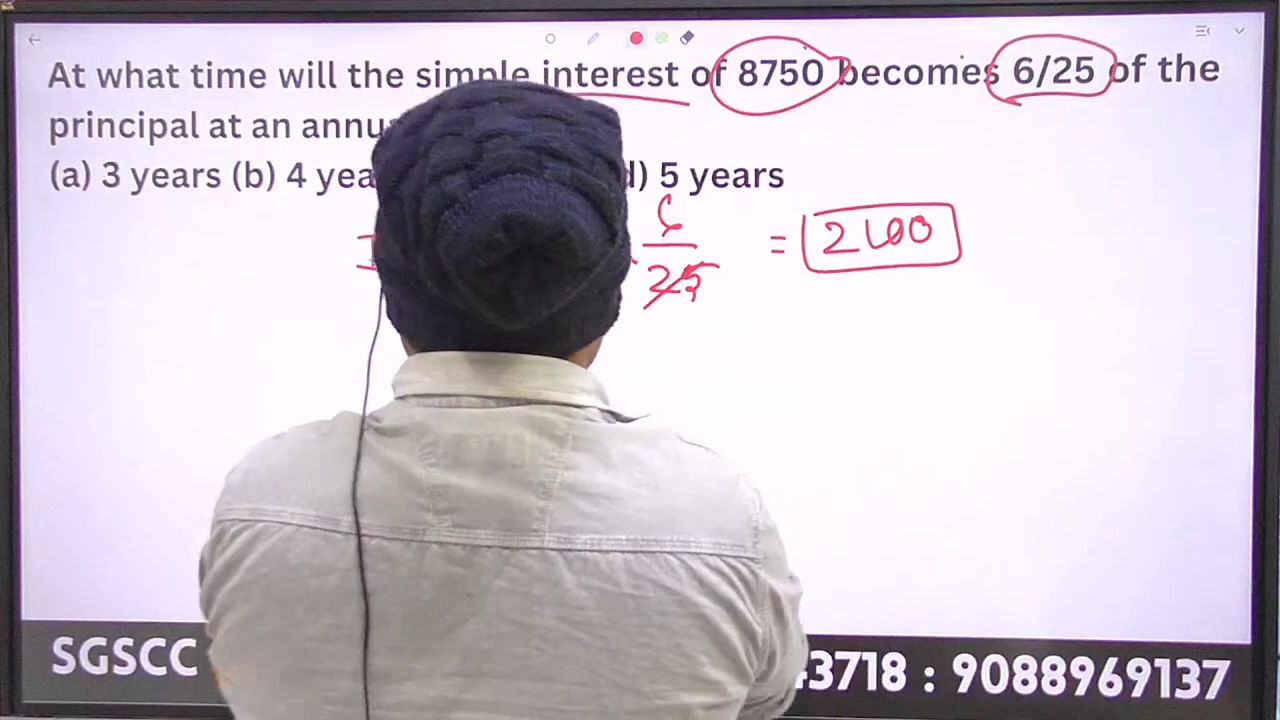 At what time will the simple interest of 8750 becomes 6/25 of the
principal at an annu
(a) 3 years (b) 4 yea d) 5 years
6
25 = 2100
SGSCC 43718 : 9088969137